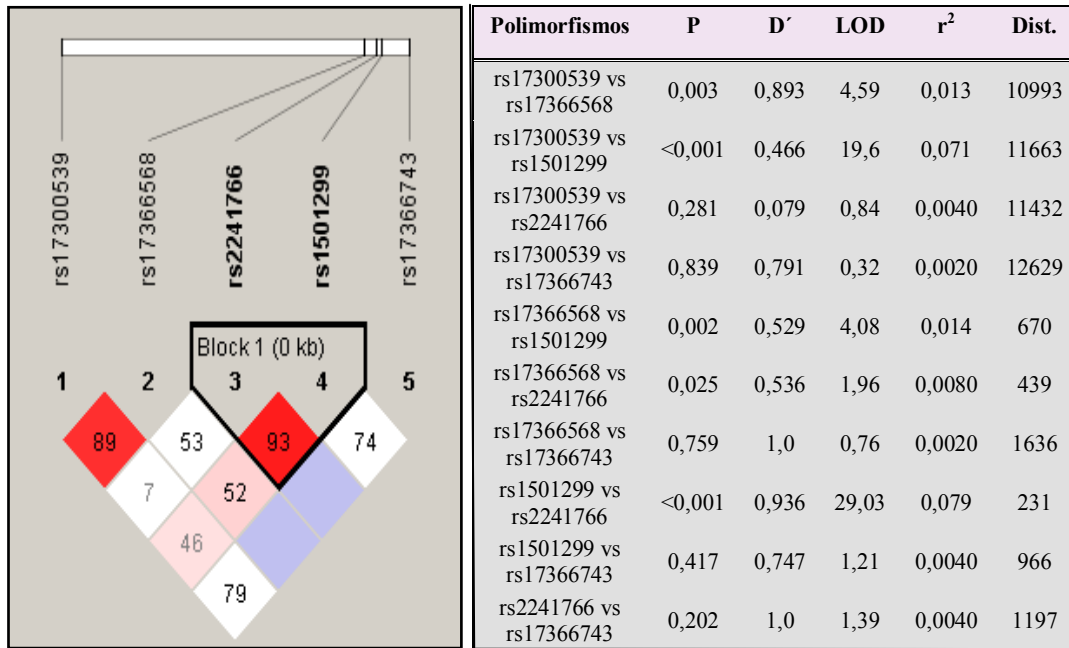 rs17300539
rs17366568
rs2241766
rs1501299
rs17366743
Block 1 (0 kb)
1 2 3 4 5
89 53 93 74
7 52
46
79
Polimorfismos P D´ LOD r² Dist.
rs17300539 vs
rs17366568 0,003 0,893 4,59 0,013 10993
rs17300539 vs
rs1501299 <0,001 0,466 19,6 0,071 11663
rs17300539 vs
rs2241766 0,281 0,079 0,84 0,0040 11432
rs17300539 vs
rs17366743 0,839 0,791 0,32 0,0020 12629
rs17366568 vs
rs1501299 0,002 0,529 4,08 0,014 670
rs17366568 vs
rs2241766 0,025 0,536 1,96 0,0080 439
rs17366568 vs
rs17366743 0,759 1,0 0,76 0,0020 1636
rs1501299 vs
rs2241766 <0,001 0,936 29,03 0,079 231
rs1501299 vs
rs17366743 0,417 0,747 1,21 0,0040 966
rs2241766 vs
rs17366743 0,202 1,0 1,39 0,0040 1197